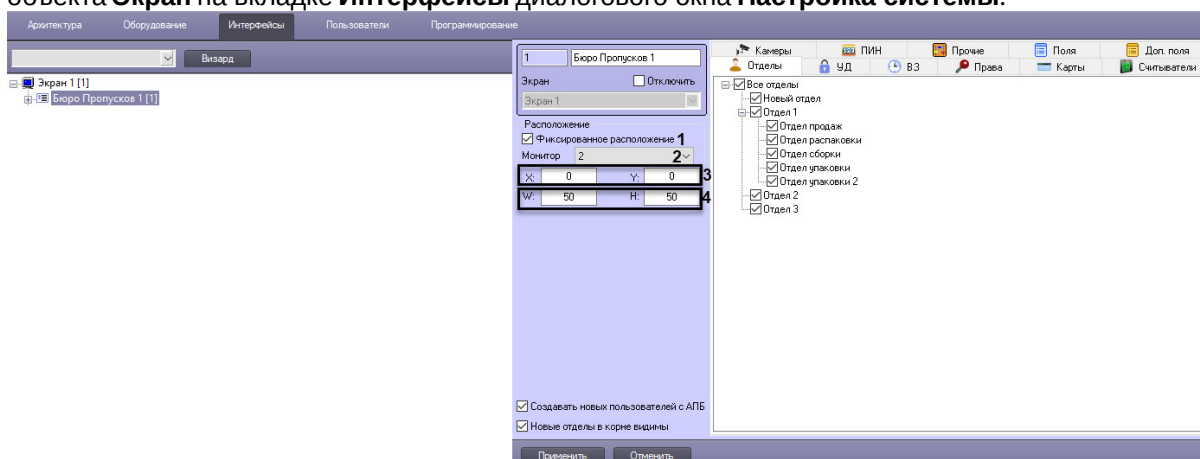 объекта Экран на вкладке Интерфейсы диалогового окна Настройка системы.
Архитектура Оборудование Интерфейсы Пользователи Программирование
Визард
Экран 1 [1]
Бюро Пропусков 1 [1]
1 Бюро Пропусков 1
Экран Отключить
Экран 1
Расположение
Фиксированное расположение 1
Монитор 2 2
X: 0 Y: 0 3
W: 50 H: 50 4
Создавать новых пользователей с АПБ
Новые отделы в корне видимы
Применить Отменить
Камеры ПИН Прочие Поля Доп. поля
Отделы УД ВЗ Права Карты Считыватели
Все отделы
Новый отдел
Отдел 1
Отдел продаж
Отдел распаковки
Отдел сборки
Отдел упаковки
Отдел упаковки 2
Отдел 2
Отдел 3